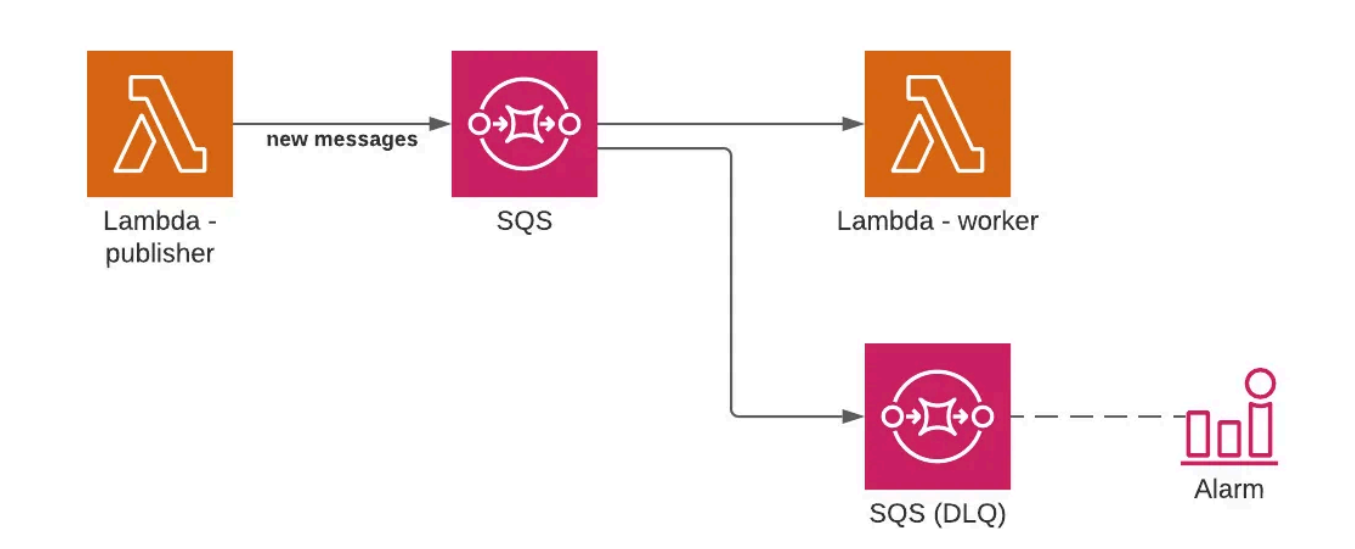 new messages
Lambda -
publisher
SQS
Lambda - worker
SQS (DLQ)
Alarm